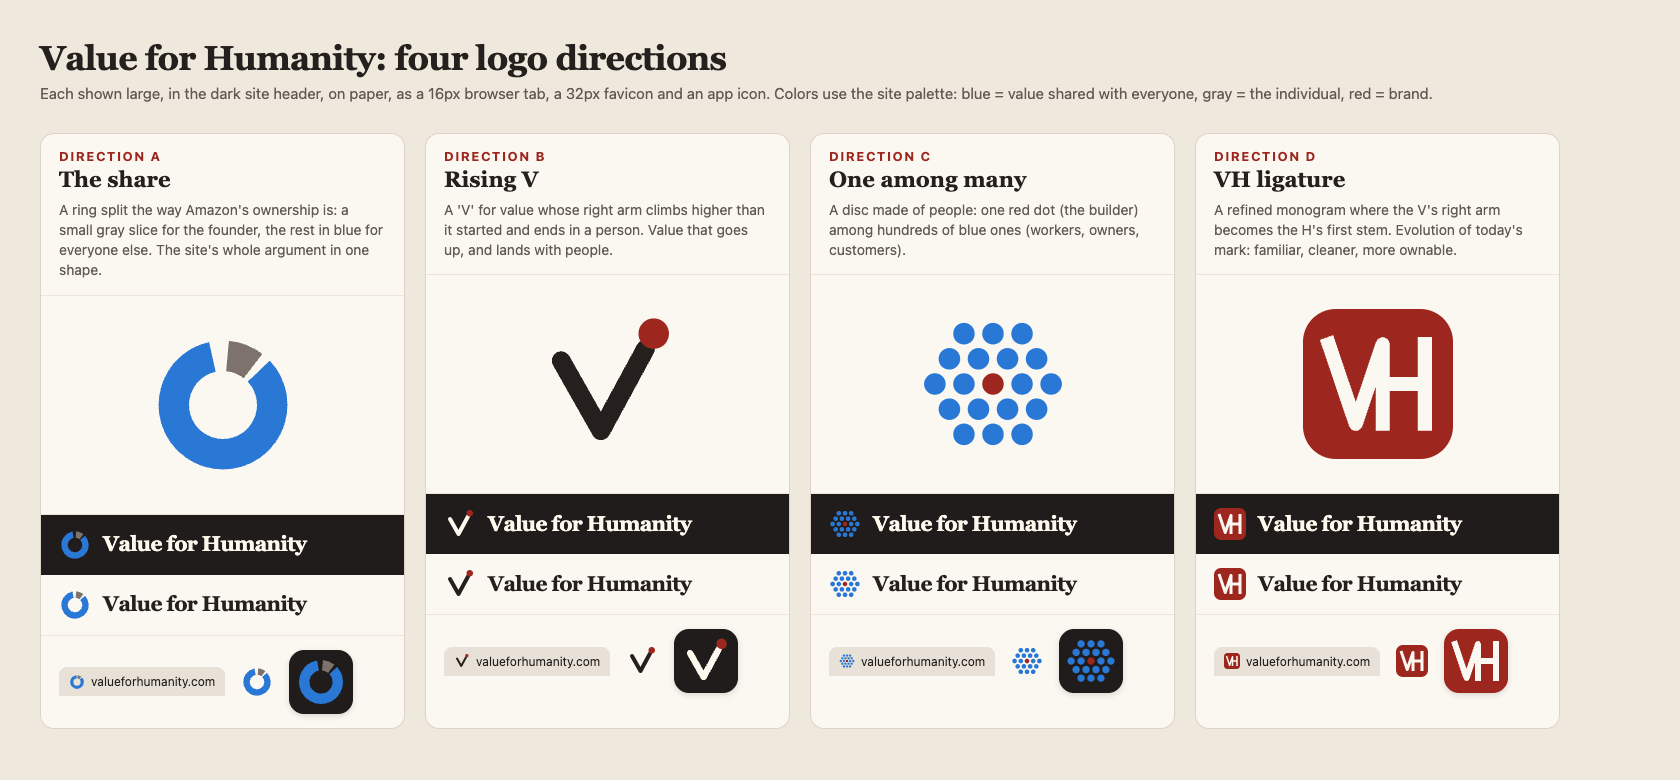 Value for Humanity: four logo directions
Each shown large, in the dark site header, on paper, as a 16px browser tab, a 32px favicon and an app icon. Colors use the site palette: blue = value shared with everyone, gray = the individual, red = brand.
DIRECTION A
The share
A ring split the way Amazon's ownership is: a
small gray slice for the founder, the rest in blue for
everyone else. The site's whole argument in one
shape.
Value for Humanity
Value for Humanity
valueforhumanity.com
DIRECTION B
Rising V
A 'V' for value whose right arm climbs higher than
it started and ends in a person. Value that goes
up, and lands with people.
Value for Humanity
Value for Humanity
valueforhumanity.com
DIRECTION C
One among many
A disc made of people: one red dot (the builder)
among hundreds of blue ones (workers, owners,
customers).
Value for Humanity
Value for Humanity
valueforhumanity.com
DIRECTION D
VH ligature
A refined monogram where the V's right arm
becomes the H's first stem. Evolution of today's
mark: familiar, cleaner, more ownable.
VH
VH Value for Humanity
VH Value for Humanity
VH valueforhumanity.com VH VH